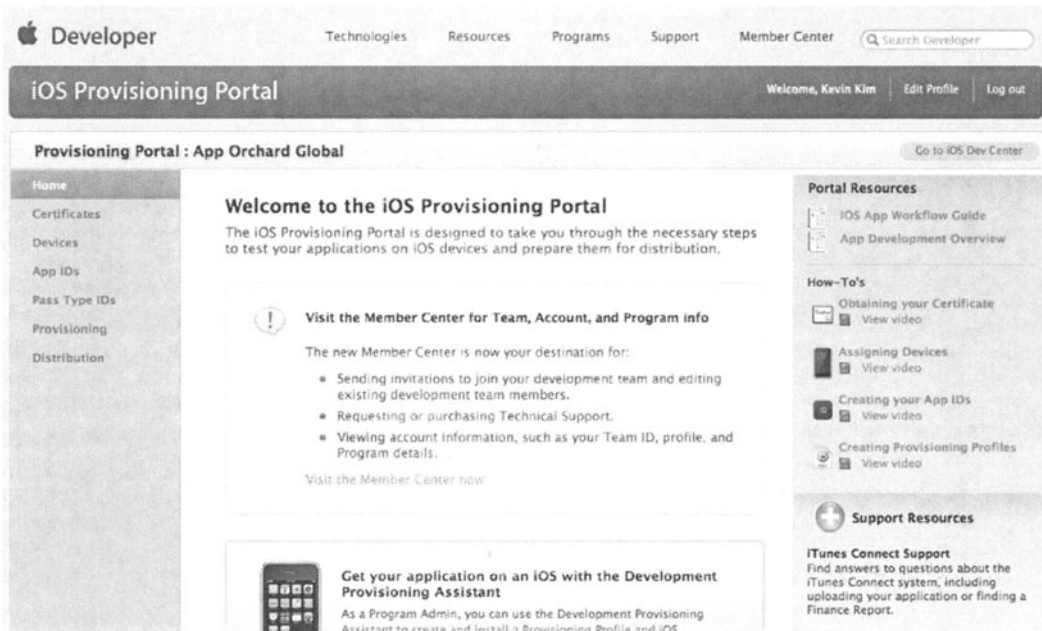 Developer
Technologies Resources Programs Support Member Center Search Developer
iOS Provisioning Portal
Welcome, Kevin Kim Edit Profile Log out
Provisioning Portal : App Orchard Global
Go to iOS Dev Center
Home
Certificates
Devices
App IDs
Pass Type IDs
Provisioning
Distribution
Welcome to the iOS Provisioning Portal
The iOS Provisioning Portal is designed to take you through the necessary steps
to test your applications on iOS devices and prepare them for distribution.
Visit the Member Center for Team, Account, and Program info
The new Member Center is now your destination for:
Sending invitations to join your development team and editing
existing development team members.
Requesting or purchasing Technical Support.
Viewing account information, such as your Team ID, profile, and
Program details.
Visit the Member Center now
Get your application on an iOS with the Development
Provisioning Assistant
As a Program Admin, you can use the Development Provisioning
Assistant to create and install a Provisioning Profile and iOS
Portal Resources
iOS App Workflow Guide
App Development Overview
How-To's
Obtaining your Certificate
View video
Assigning Devices
View video
Creating your App IDs
View video
Creating Provisioning Profiles
View video
Support Resources
iTunes Connect Support
Find answers to questions about the
iTunes Connect system, including
uploading your application or finding a
Finance Report.